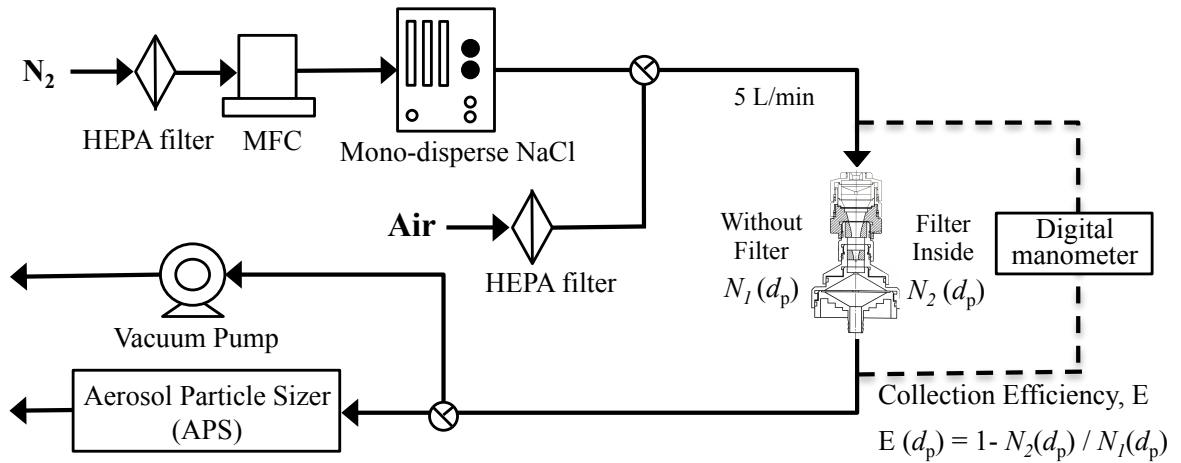 N₂
HEPA filter
MFC
Mono-disperse NaCl
5 L/min
Air
HEPA filter
Without
Filter
N₁ (dₚ)
Filter
Inside
N₂ (dₚ)
Digital
manometer
Vacuum Pump
Aerosol Particle Sizer
(APS)
Collection Efficiency, E
E (dₚ) = 1- N₂(dₚ) / N₁(dₚ)